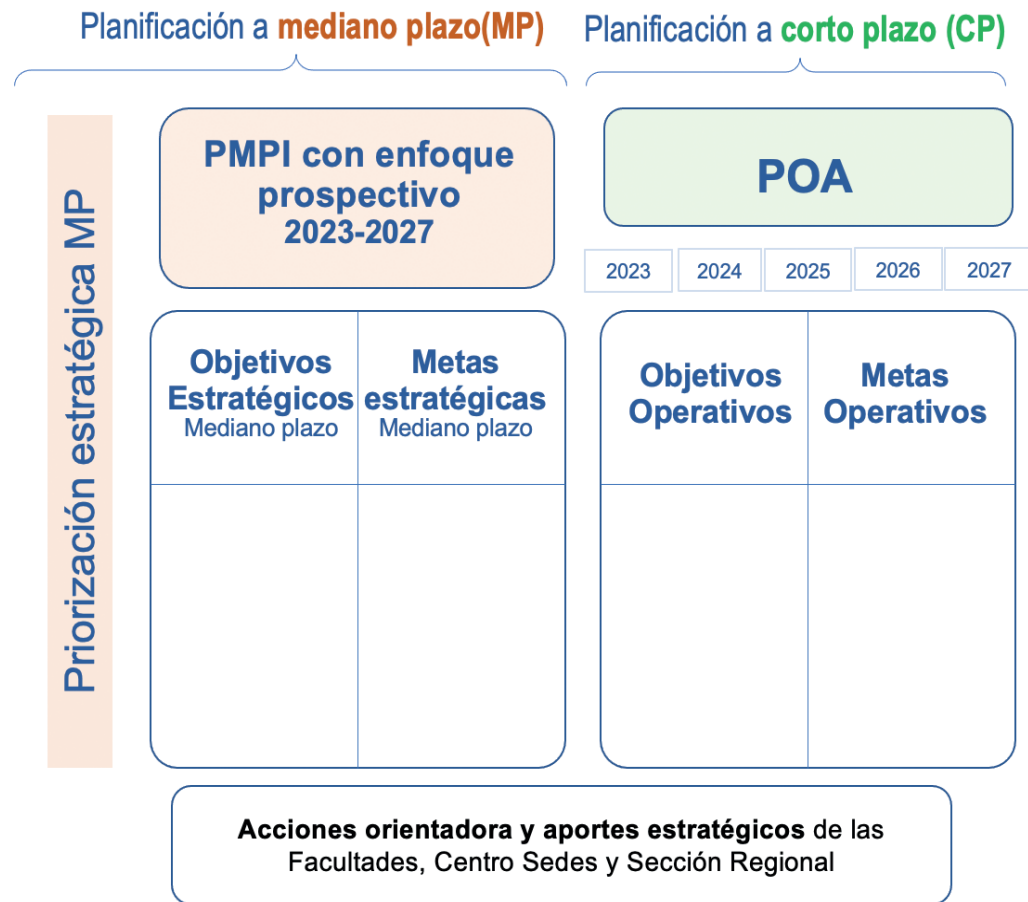 Planificación a mediano plazo(MP)
Planificación a corto plazo (CP)
Priorización estratégica MP
PMPI con enfoque
prospectivo
2023-2027
POA
2023
2024
2025
2026
2027
Objetivos
Estratégicos
Mediano plazo
Metas
estratégicas
Mediano plazo
Objetivos
Operativos
Metas
Operativos
Acciones orientadora y aportes estratégicos de las
Facultades, Centro Sedes y Sección Regional